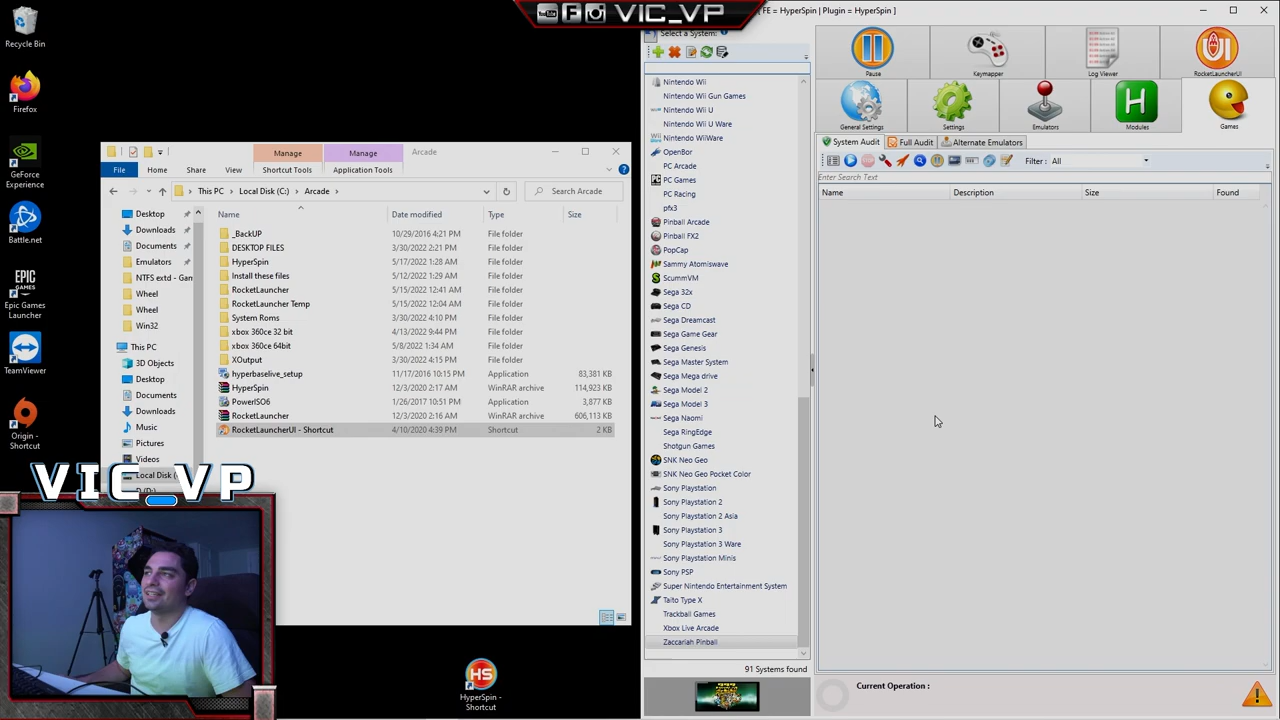 VIC_VP
[ FE = HyperSpin | Plugin = HyperSpin ]
Recycle Bin
Firefox
GeForce
Experience
Battle.net
Epic Games
Launcher
TeamViewer
Origin -
Shortcut
Manage
Manage
Arcade
File
Home
Share
View
Shortcut Tools
Application Tools
This PC
Local Disk (C:)
Arcade
Search Arcade
Desktop
Downloads
Documents
Emulators
NTFS extd - Gan
Wheel
Wheel
Win32
This PC
3D Objects
Desktop
Documents
Downloads
Music
Pictures
Videos
Local Disk (
Name
Date modified
Type
Size
_BackUP 10/29/2016 4:21 PM File folder
DESKTOP FILES 3/30/2022 2:21 PM File folder
HyperSpin 5/17/2022 1:28 AM File folder
Install these files 5/12/2022 1:29 AM File folder
RocketLauncher 5/15/2022 12:41 AM File folder
RocketLauncher Temp 5/15/2022 12:04 AM File folder
System Roms 3/30/2022 4:10 PM File folder
xbox 360ce 32 bit 4/13/2022 9:44 PM File folder
xbox 360ce 64bit 5/8/2022 1:34 AM File folder
XOutput 3/30/2022 4:15 PM File folder
hyperbaselive_setup 11/17/2016 10:15 PM Application 83,381 KB
HyperSpin 12/3/2020 2:17 AM WinRAR archive 114,923 KB
PowerISO6 1/26/2017 10:51 PM Application 3,877 KB
RocketLauncher 12/3/2020 2:16 AM WinRAR archive 606,113 KB
RocketLauncherUI - Shortcut 4/10/2020 4:39 PM Shortcut 2 KB
VIC_VP
HS
HyperSpin -
Shortcut
Select a System:
Nintendo Wii
Nintendo Wii Gun Games
Nintendo Wii U
Nintendo Wii U Ware
Nintendo WiiWare
OpenBor
PC Arcade
PC Games
PC Racing
pfx3
Pinball Arcade
Pinball FX2
PopCap
Sammy Atomiswave
ScummVM
Sega 32x
Sega CD
Sega Dreamcast
Sega Game Gear
Sega Genesis
Sega Master System
Sega Mega drive
Sega Model 2
Sega Model 3
Sega Naomi
Sega RingEdge
Shotgun Games
SNK Neo Geo
SNK Neo Geo Pocket Color
Sony Playstation
Sony Playstation 2
Sony Playstation 2 Asia
Sony Playstation 3
Sony Playstation 3 Ware
Sony Playstation Minis
Sony PSP
Super Nintendo Entertainment System
Taito Type X
Trackball Games
Xbox Live Arcade
Zaccariah Pinball
91 Systems found
Pause
Keymapper
Log Viewer
RocketLauncherUI
General Settings
Settings
Emulators
H
Modules
Games
System Audit
Full Audit
Alternate Emulators
Filter : All
Enter Search Text
Name
Description
Size
Found
Current Operation :